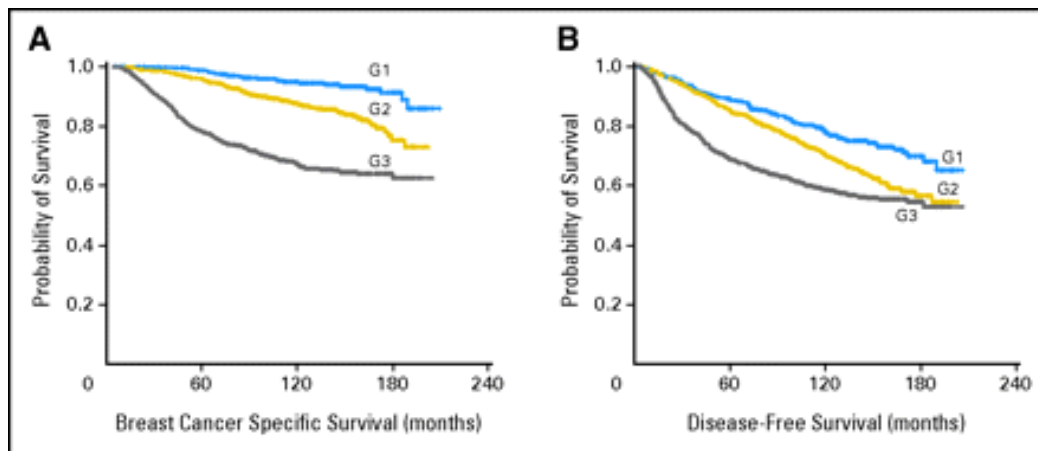 A
Probability of Survival
1.0
0.8
0.6
0.4
0.2
0
60
120
180
240
G1
G2
G3
Breast Cancer Specific Survival (months)
B
Probability of Survival
1.0
0.8
0.6
0.4
0.2
0
60
120
180
240
G1
G2
G3
Disease-Free Survival (months)